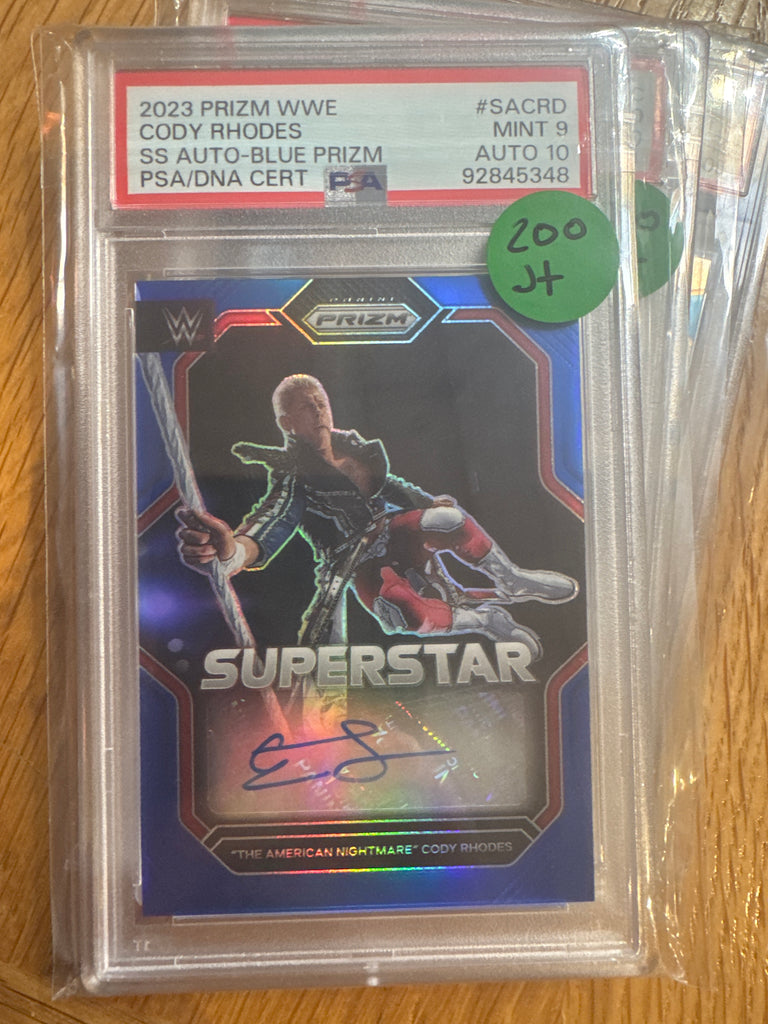 2023 PRIZM WWE #SACRD
CODY RHODES MINT 9
SS AUTO-BLUE PRIZM AUTO 10
PSA/DNA CERT PSA 92845348
200
J+
W
PANINI
PRIZM
SUPERSTAR
"THE AMERICAN NIGHTMARE" CODY RHODES